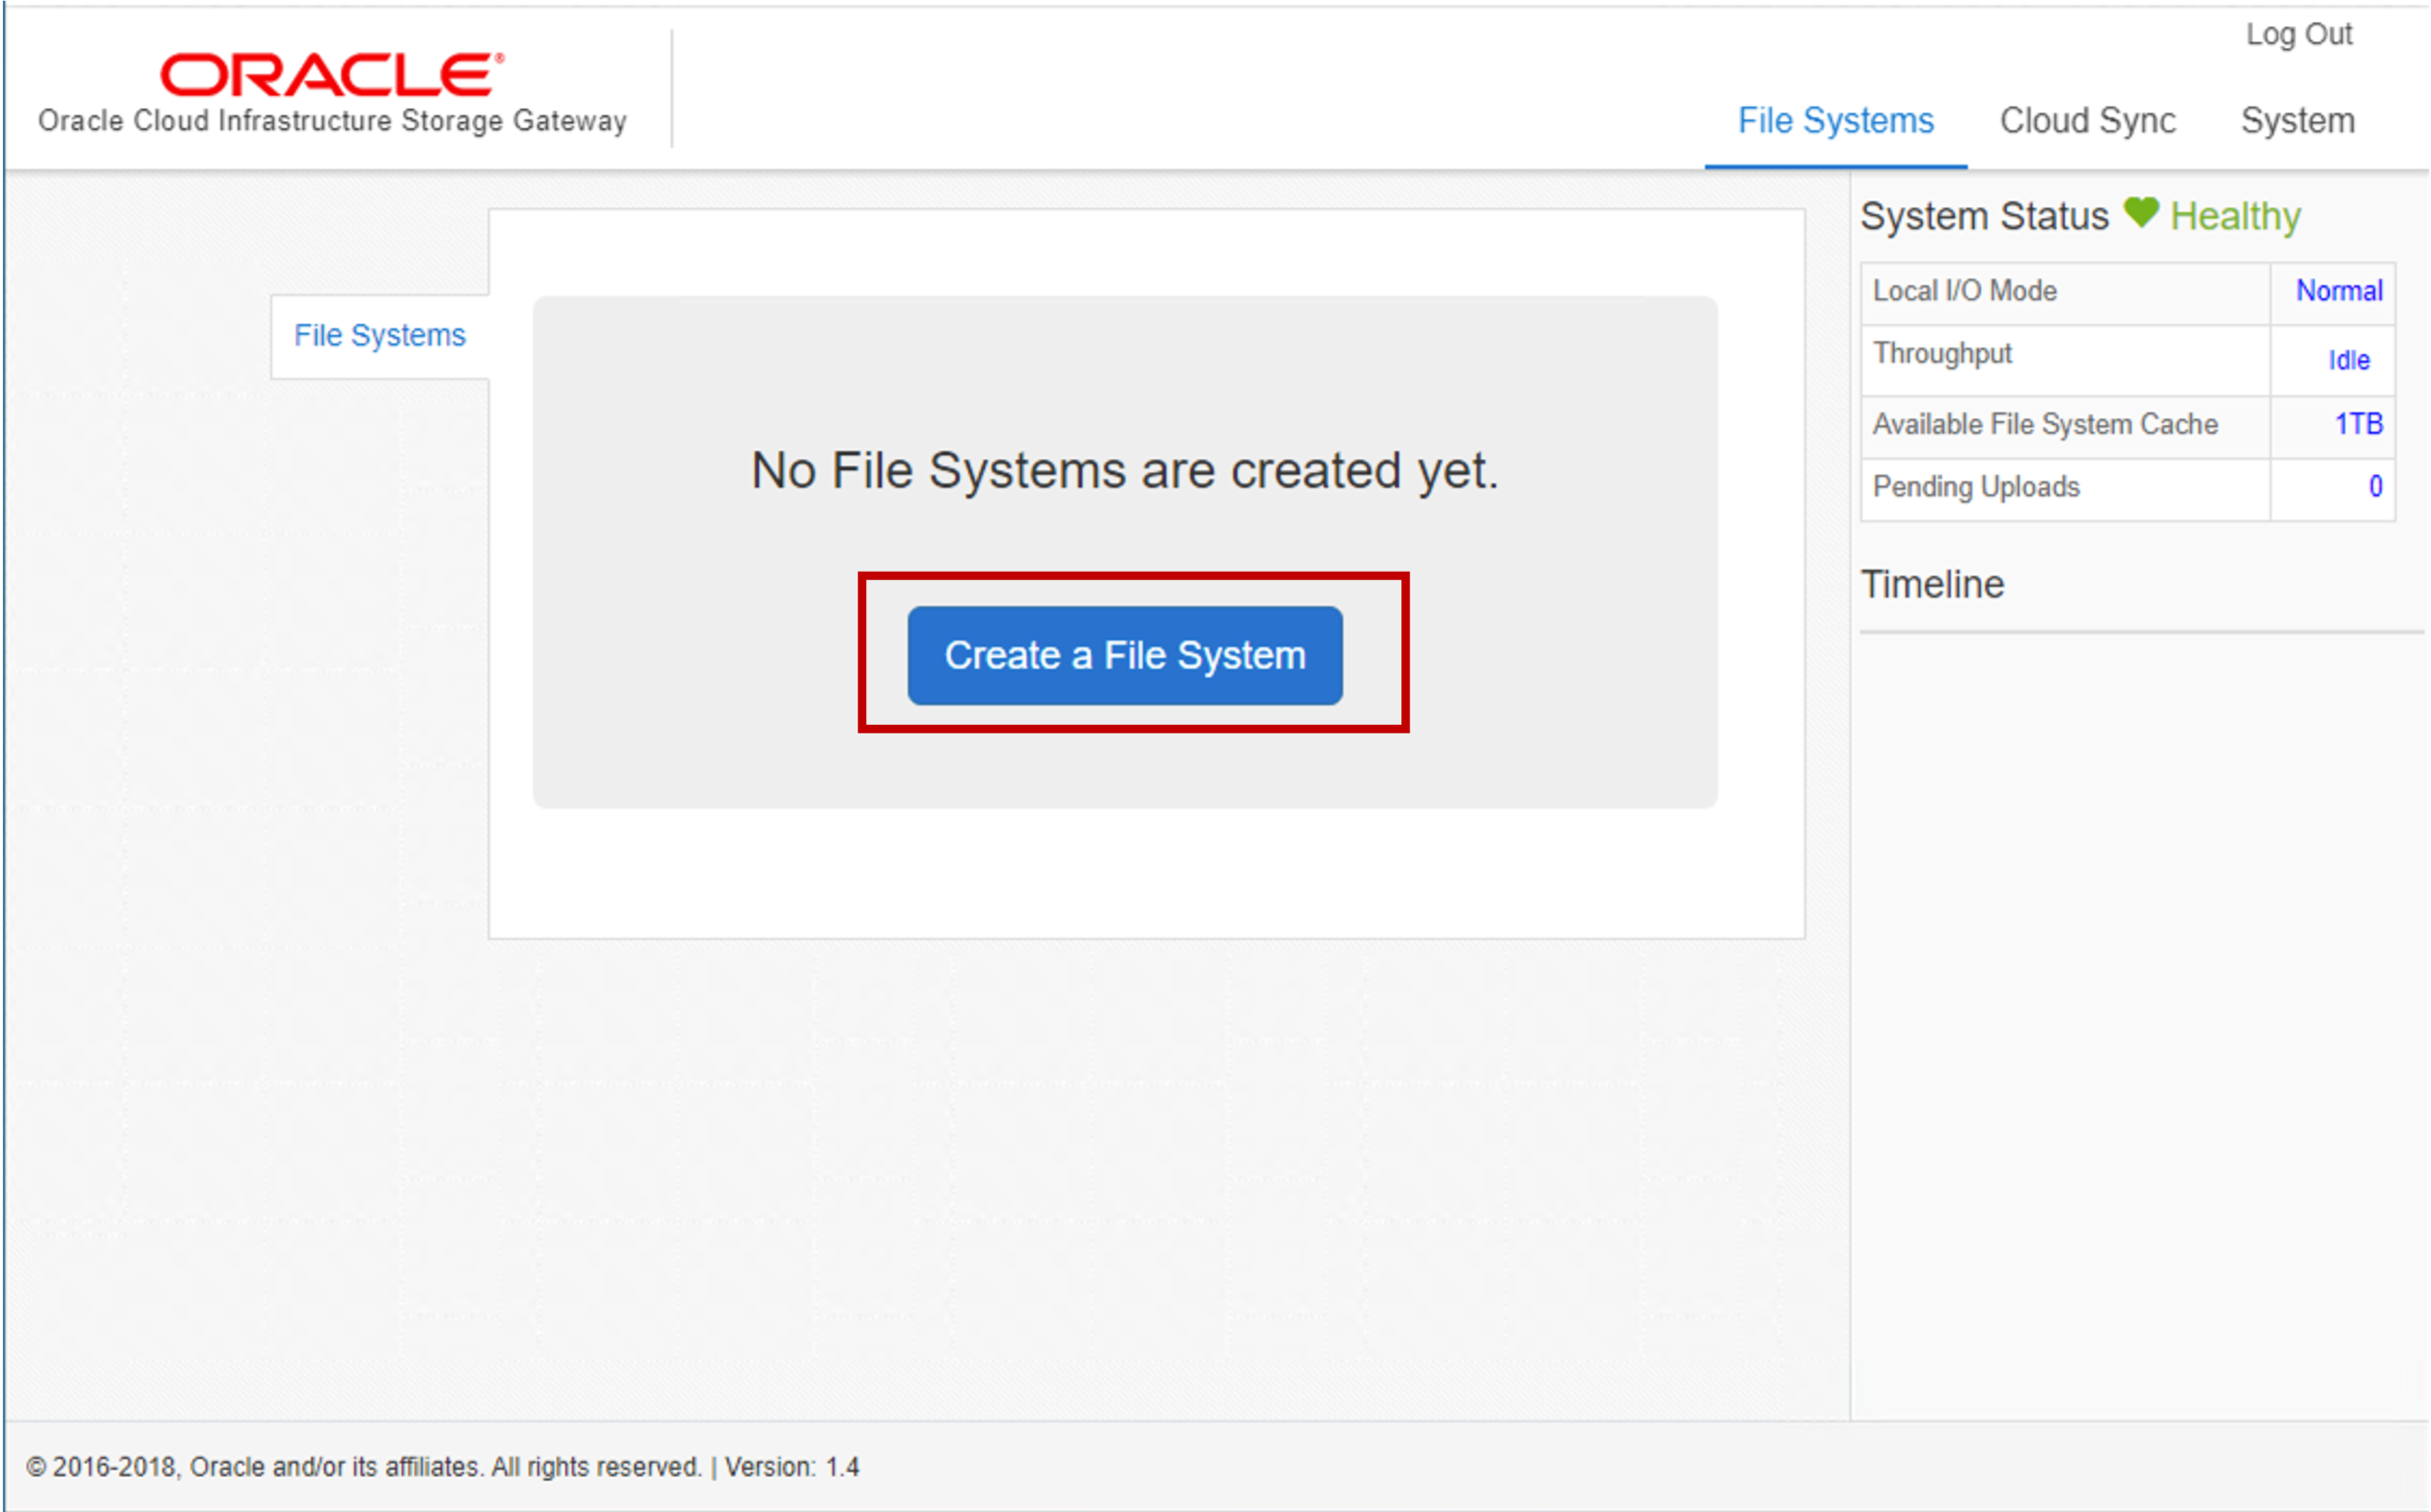 Log Out
ORACLE®
Oracle Cloud Infrastructure Storage Gateway
File Systems Cloud Sync System
File Systems
No File Systems are created yet.
Create a File System
System Status Healthy
Local I/O Mode Normal
Throughput Idle
Available File System Cache 1TB
Pending Uploads 0
Timeline
© 2016-2018, Oracle and/or its affiliates. All rights reserved. | Version: 1.4